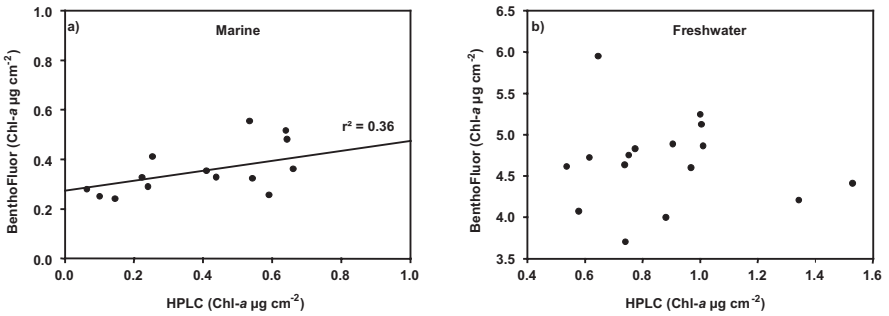 a)
Marine
BenthoFluor (Chl-a µg cm-2)
1.0
0.8
0.6
0.4
0.2
0.0
r² = 0.36
0.0 0.2 0.4 0.6 0.8 1.0
HPLC (Chl-a µg cm-2)
b)
Freshwater
BenthoFluor (Chl-a µg cm-2)
6.5
6.0
5.5
5.0
4.5
4.0
3.5
0.4 0.6 0.8 1.0 1.2 1.4 1.6
HPLC (Chl-a µg cm-2)